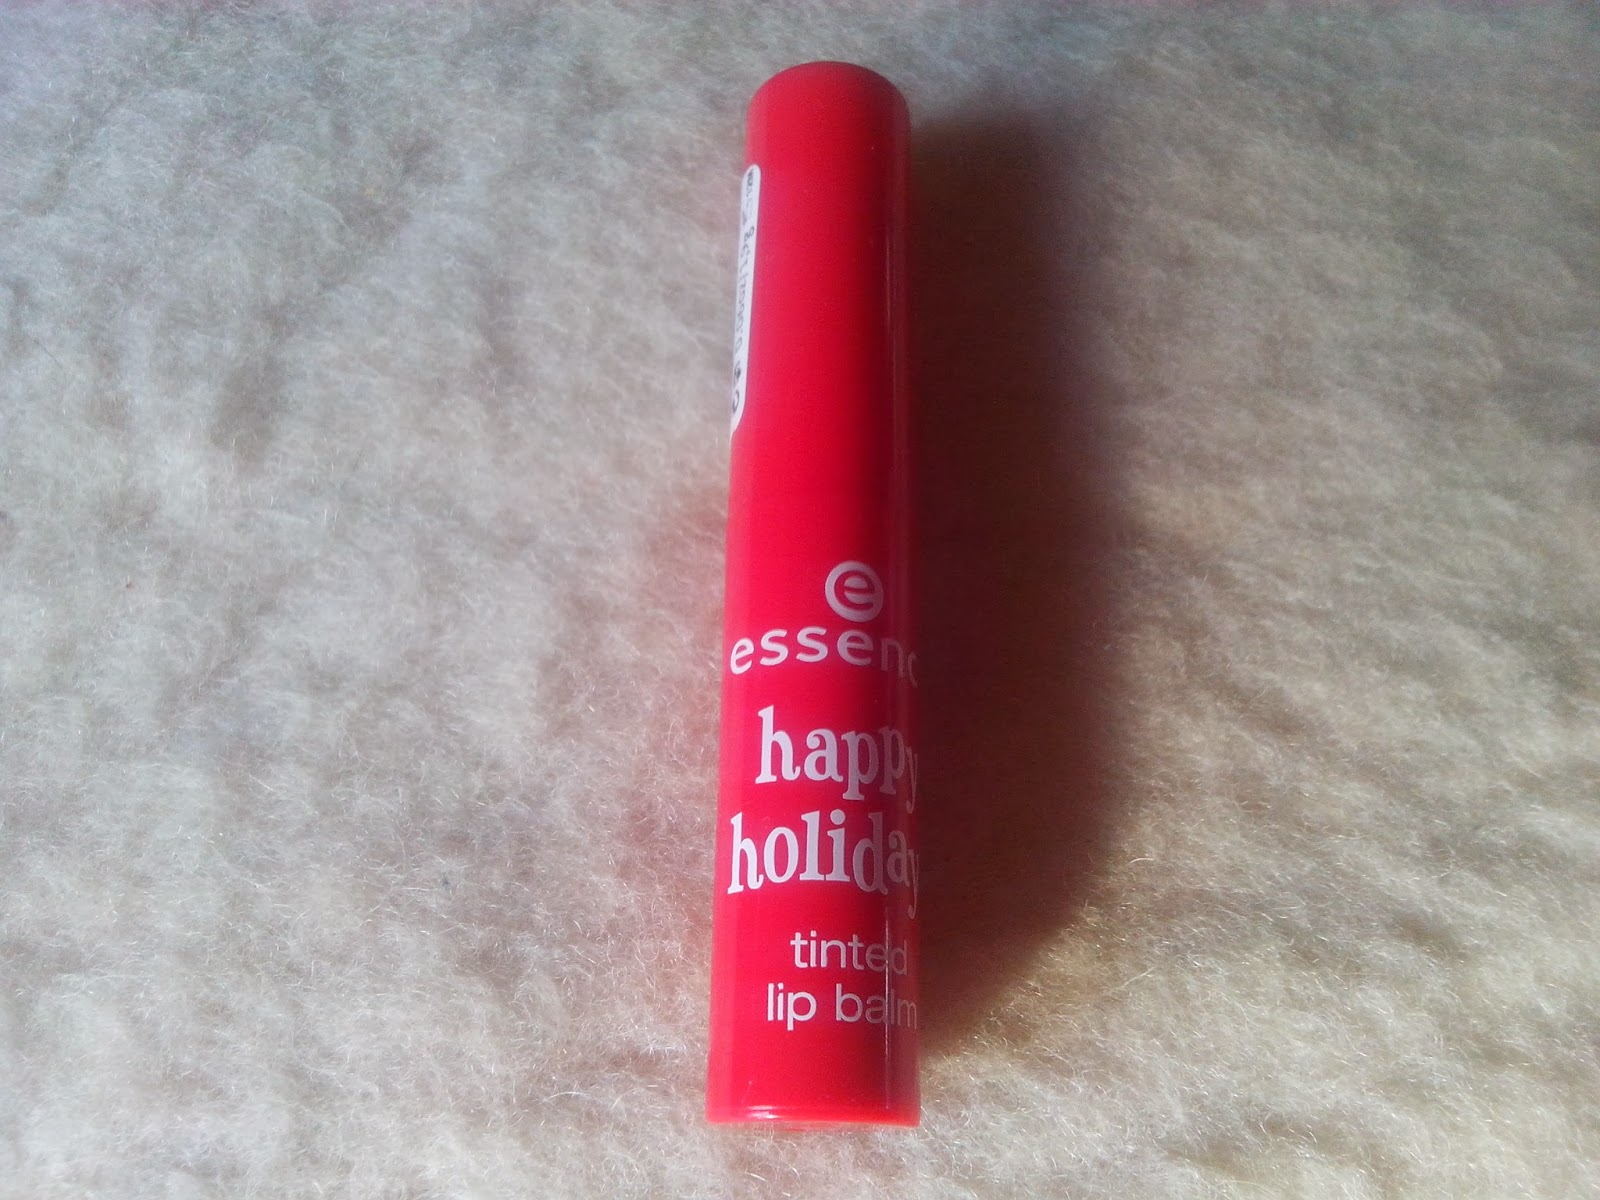 e
essenc
happy
holiday
tinted
lip balm